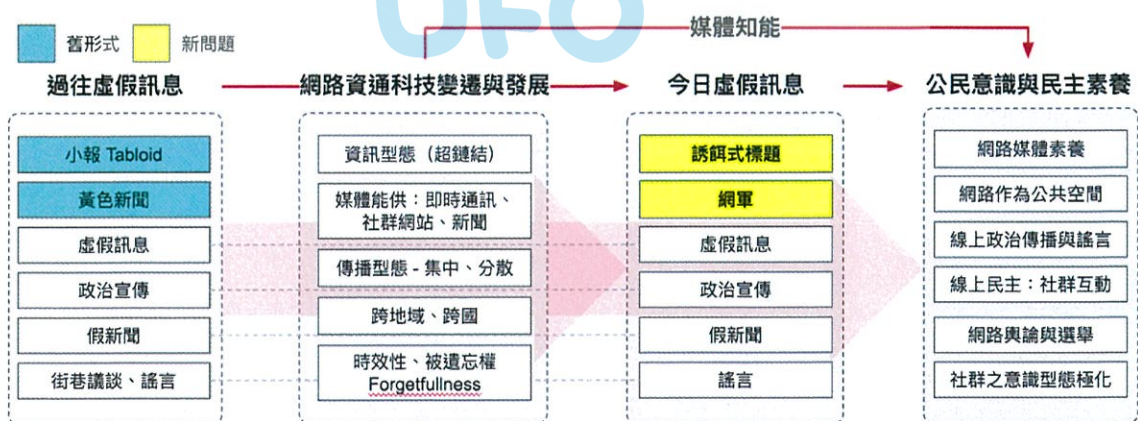 UFO
媒體知能
舊形式
新問題
過往虛假訊息
網路資通科技變遷與發展
今日虛假訊息
公民意識與民主素養
小報 Tabloid
黃色新聞
虛假訊息
政治宣傳
假新聞
街巷議談、謠言
資訊型態（超鏈結）
媒體能供：即時通訊、
社群網站、新聞
傳播型態 - 集中、分散
跨地域、跨國
時效性、被遺忘權
Forgetfullness
誘餌式標題
網軍
虛假訊息
政治宣傳
假新聞
謠言
網路媒體素養
網路作為公共空間
線上政治傳播與謠言
線上民主：社群互動
網路輿論與選舉
社群之意識型態極化